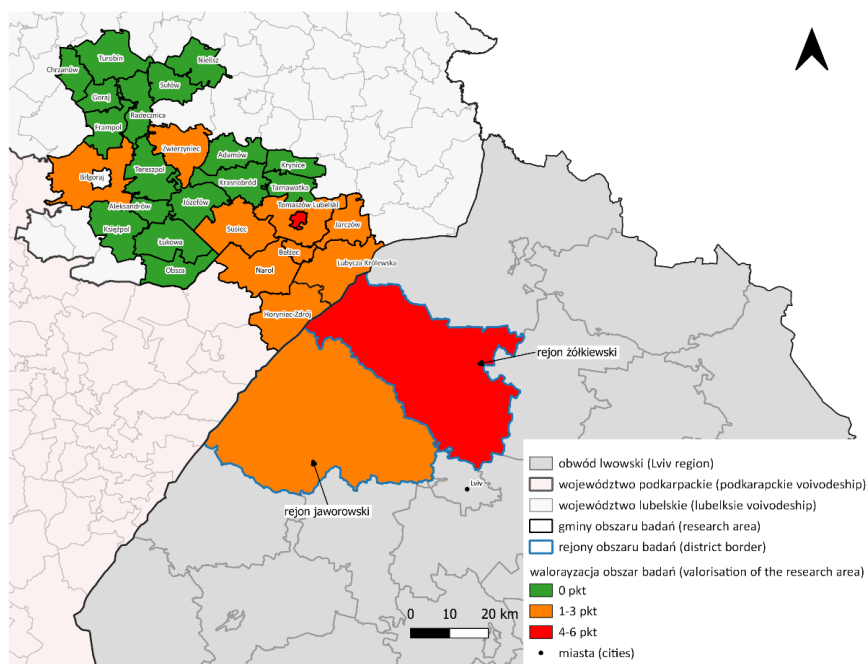 Turobin
Nielisz
Chrzanów
Sułów
Goraj
Radecznica
Frampol
Zwierzyniec
Adamów
Krynice
Biłgoraj
Tereszpol
Krasnobród
Tarnawatka
Aleksandrów
Józefów
Tomaszów Lubelski
Księżpol
Susiec
Jarczów
Łukowa
Bełżec
Obsza
Narol
Lubycza Królewska
Horyniec-Zdrój
rejon żółkiewski
rejon jaworowski
Lviv
obwód lwowski (Lviv region)
województwo podkarpackie (podkarapckie voivodeship)
województwo lubelskie (lubelksie voivodeship)
gminy obszaru badań (research area)
rejony obszaru badań (district border)
walorayzacja obszar badań (valorisation of the research area)
0 pkt
1-3 pkt
4-6 pkt
miasta (cities)
0 10 20 km